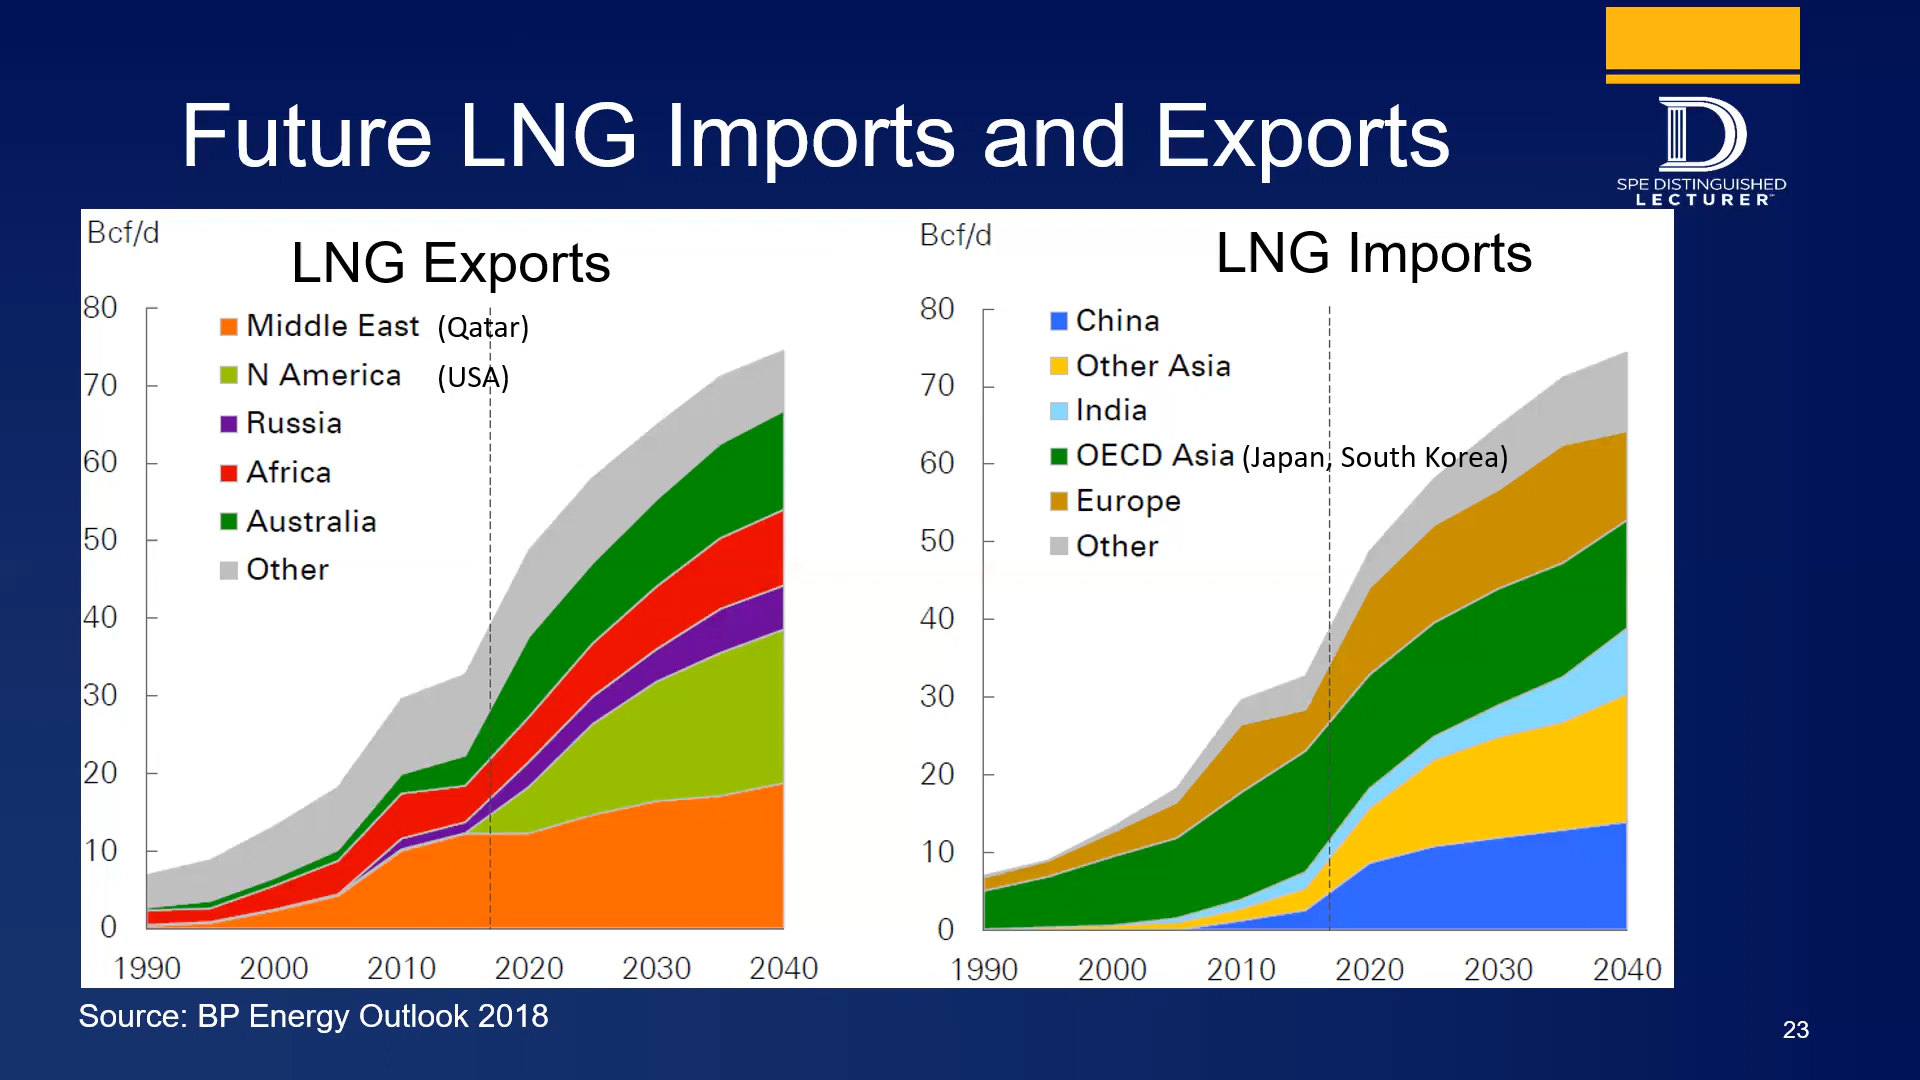 Future LNG Imports and Exports
SPE DISTINGUISHED
LECTURER™
Bcf/d
LNG Exports
80
70
60
50
40
30
20
10
0
Middle East (Qatar)
N America (USA)
Russia
Africa
Australia
Other
1990 2000 2010 2020 2030 2040
Bcf/d
LNG Imports
80
70
60
50
40
30
20
10
0
China
Other Asia
India
OECD Asia (Japan, South Korea)
Europe
Other
1990 2000 2010 2020 2030 2040
Source: BP Energy Outlook 2018
23